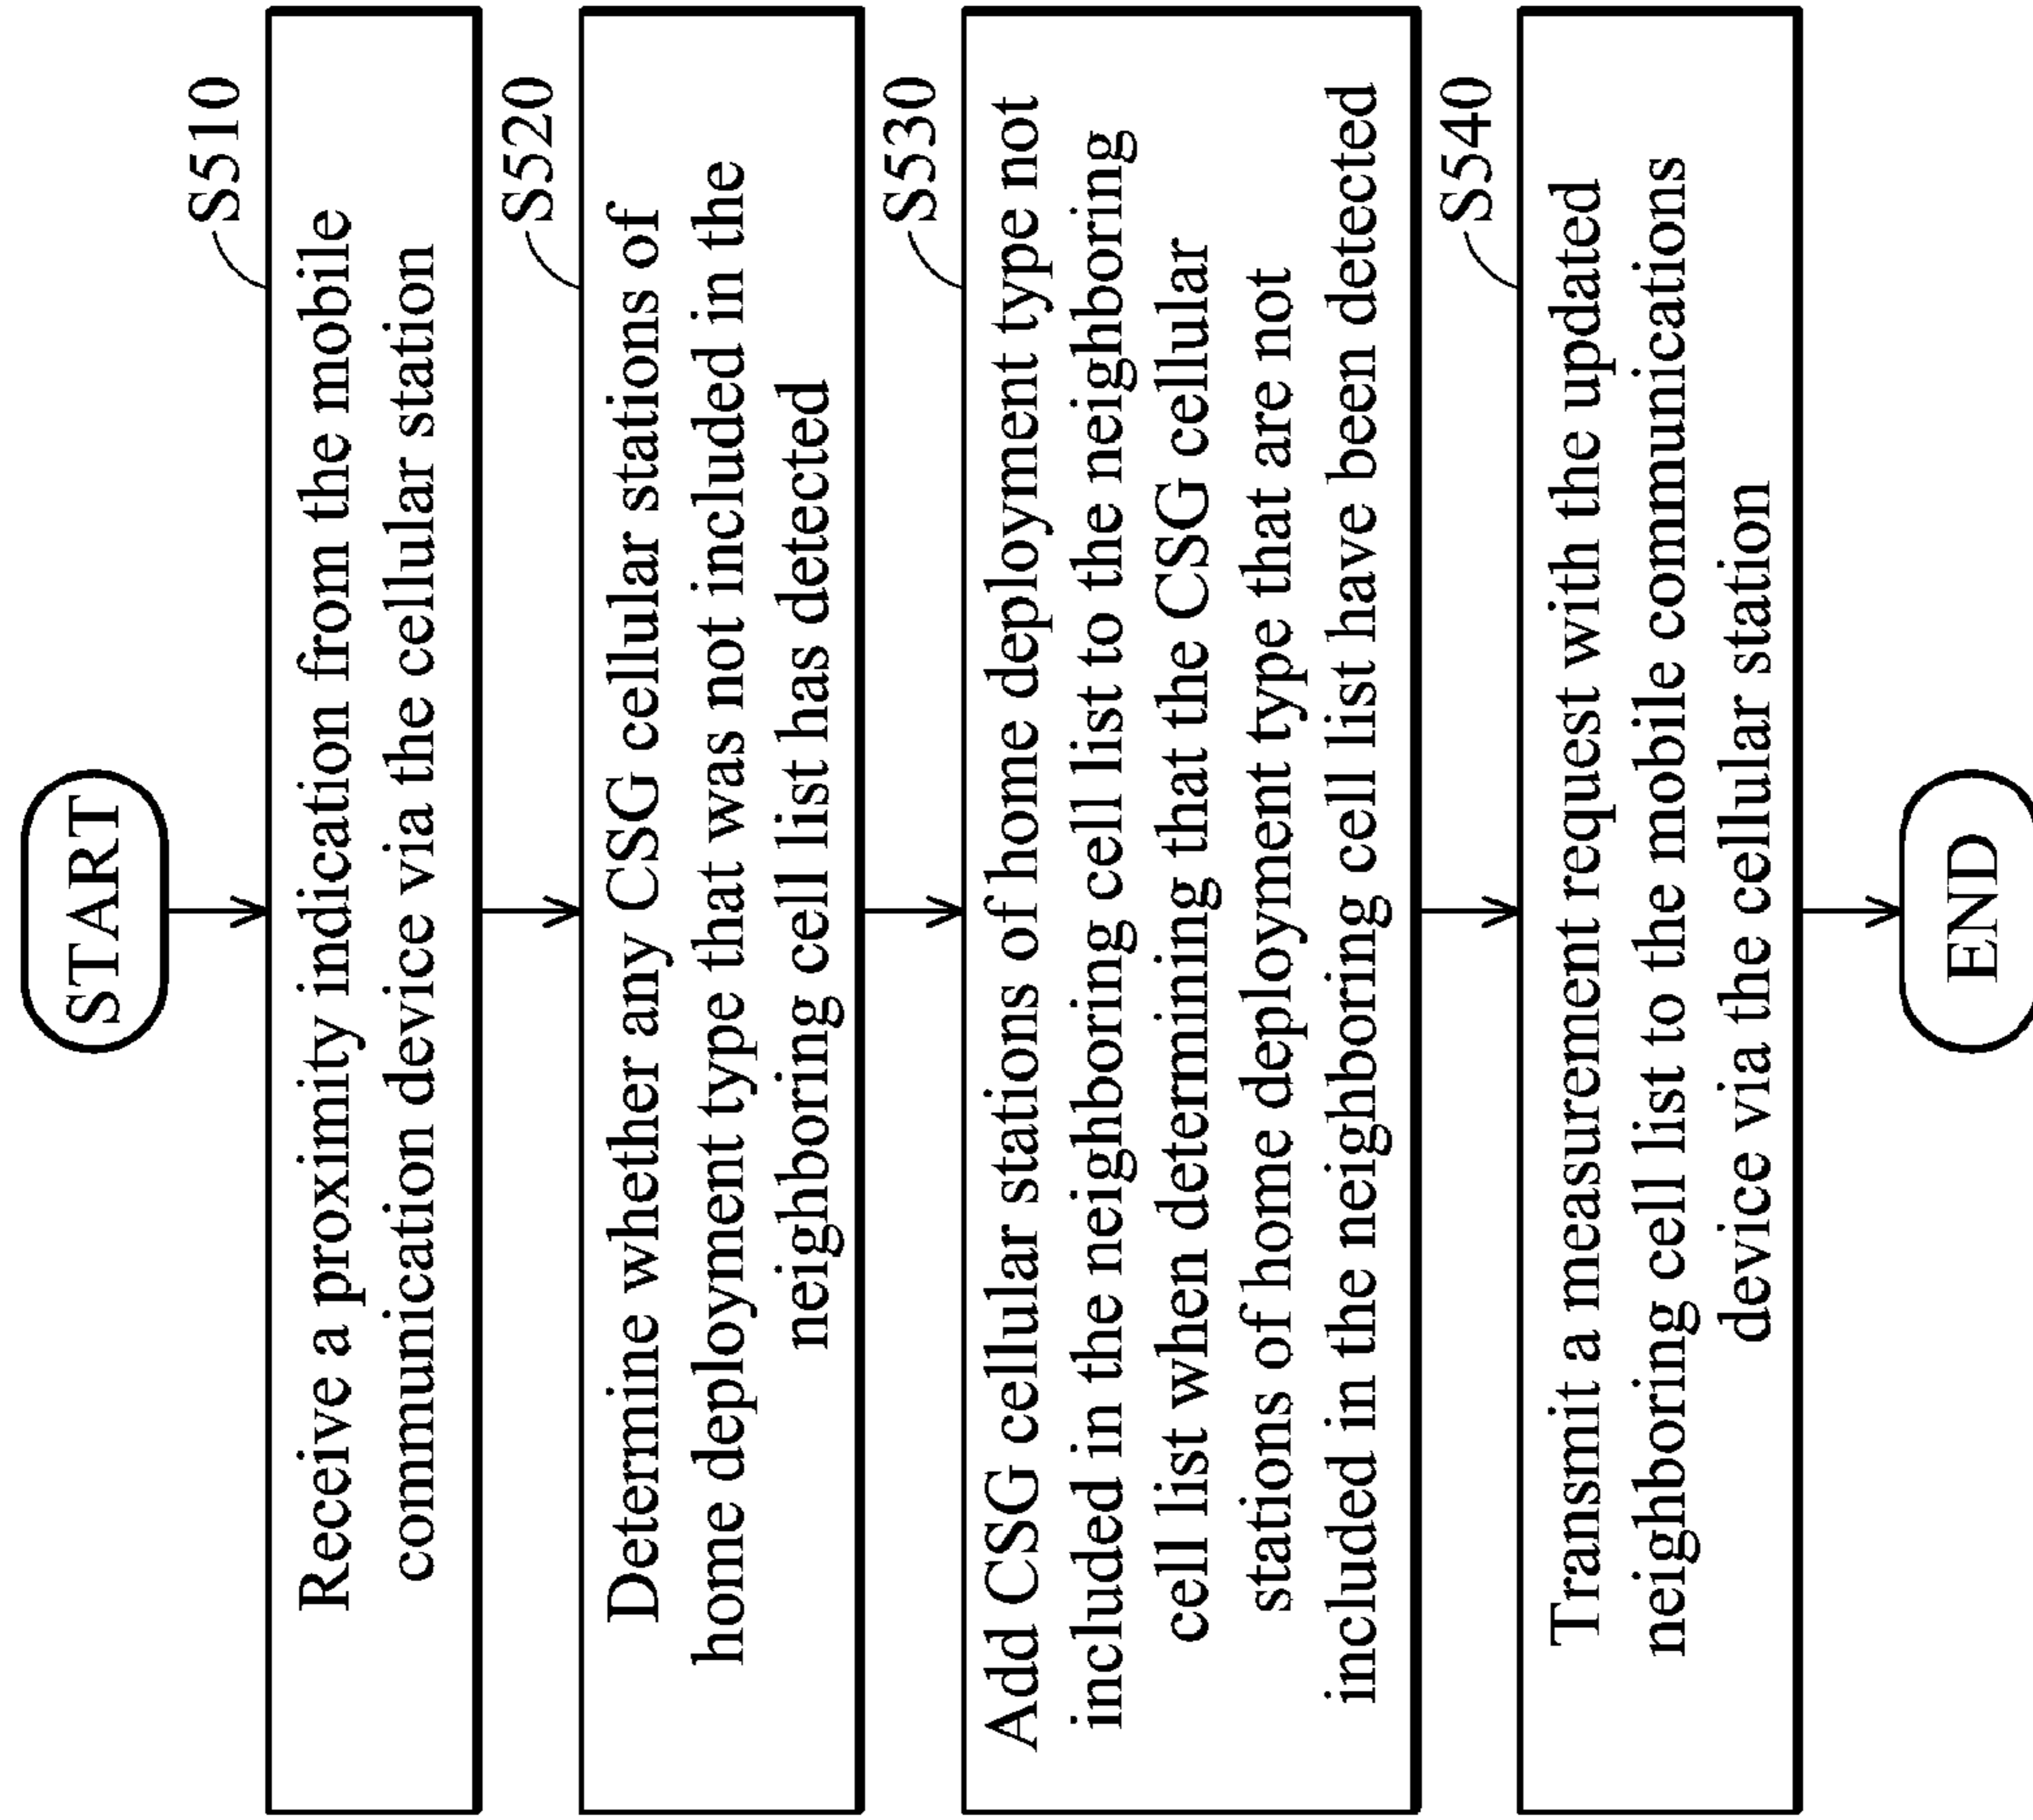 START
S510
Receive a proximity indication from the mobile
communication device via the cellular station
S520
Determine whether any CSG cellular stations of
home deployment type that was not included in the
neighboring cell list has detected
S530
Add CSG cellular stations of home deployment type not
included in the neighboring cell list to the neighboring
cell list when determining that the CSG cellular
stations of home deployment type that are not
included in the neighboring cell list have been detected
S540
Transmit a measurement request with the updated
neighboring cell list to the mobile communications
device via the cellular station
END